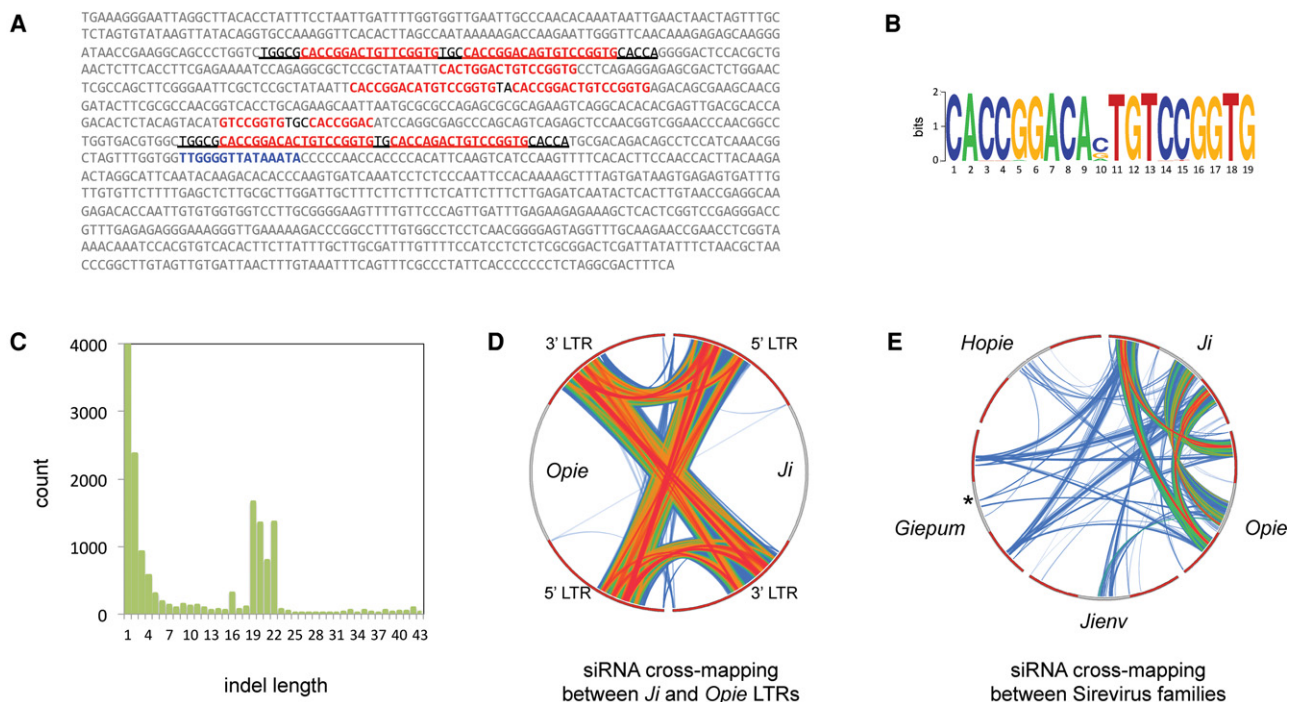 A
TGAAAGGGAATTAGGCTTACACCTATTTCCTAATTGATTTTGGTGGTTGAATTGCCCAACACAAATAATTGAACTAACTAGTTTGC
TCTAGTGTATAAGTTATACAGGTGCCAAAGGTTCACACTTAGCCAATAAAAAGACCAAGAATTGGGTTCAACAAAGAGAGCAAGGG
ATAACCGAAGGCAGCCCTGGTCTGGCGCACCGGACTGTTCGGTGTGCCACCGGACAGTGTCCGGTGCACCAGGGGACTCCACGCTG
AACTCTTCACCTTCGAGAAAATCCAGAGGCGCTCCGCTATAATTCACTGGACTGTCCGGTGCCTCAGAGGAGAGCGACTCTGGAAC
TCGCCAGCTTCGGGAATTCGCTCCGCTATAATTCACCGGACATGTCCGGTGTACACCGGACTGTCCGGTGAGACAGCGAAGCAACG
GATACTTCGCGCCAACGGTCACCTGCAGAAGCAATTAATGCGCGCCAGAGCGCGCAGAAGTCAGGCACACACGAGTTGACGCACCA
GACACTCTACAGTACATGTCCGGTGTGCCACCGGACATCCAGGCGAGCCCAGCAGTCAGAGCTCCAACGGTCGGAACCCAACGGCC
TGGTGACGTGGCTGGCGCACCGGACACTGTCCGGTGTGCACCAGACTGTCCGGTGCACCATGCGACAGACAGCCTCCATCAAACGG
CTAGTTTGGTGGTTGGGGTTATAAATACCCCCAACCACCCCACATTCAAGTCATCCAAGTTTTCACACTTCCAACCACTTACAAGA
ACTAGGCATTCAATACAAGACACACCCAAGTGATCAAATCCTCTCCCAATTCCACAAAAGCTTTAGTGATAAGTGAGAGTGATTTG
TTGTGTTCTTTTGAGCTCTTGCGCTTGGATTGCTTTCTTCTTTCTCATTCTTTCTTGAGATCAATACTCACTTGTAACCGAGGCAA
GAGACACCAATTGTGTGGTGGTCCTTGCGGGGAAGTTTTGTTCCCAGTTGATTTGAGAAGAGAAAGCTCACTCGGTCCGAGGGACC
GTTTGAGAGAGGGAAAGGGTTGAAAAAGACCCGGCCTTTGTGGCCTCCTCAACGGGGAGTAGGTTTGCAAGAACCGAACCTCGGTA
AAACAAATCCACGTGTCACACTTCTTATTTGCTTGCGATTTGTTTTCCATCCTCTCTCGCGGACTCGATTATATTTCTAACGCTAA
CCCGGCTTGTAGTTGTGATTAACTTTGTAAATTTCAGTTTCGCCCTATTCACCCCCCCTCTAGGCGACTTTCA
B
2
1
0
bits
CACCGGACACTGTCCGGTG
1 2 3 4 5 6 7 8 9 10 11 12 13 14 15 16 17 18 19
C
4000
3000
2000
1000
0
count
1 4 7 10 13 16 19 22 25 28 31 34 37 40 43
indel length
D
3' LTR 5' LTR
Opie Ji
5' LTR 3' LTR
siRNA cross-mapping
between Ji and Opie LTRs
E
Hopie Ji
*
Giepum Opie
Jienv
siRNA cross-mapping
between Sirevirus families